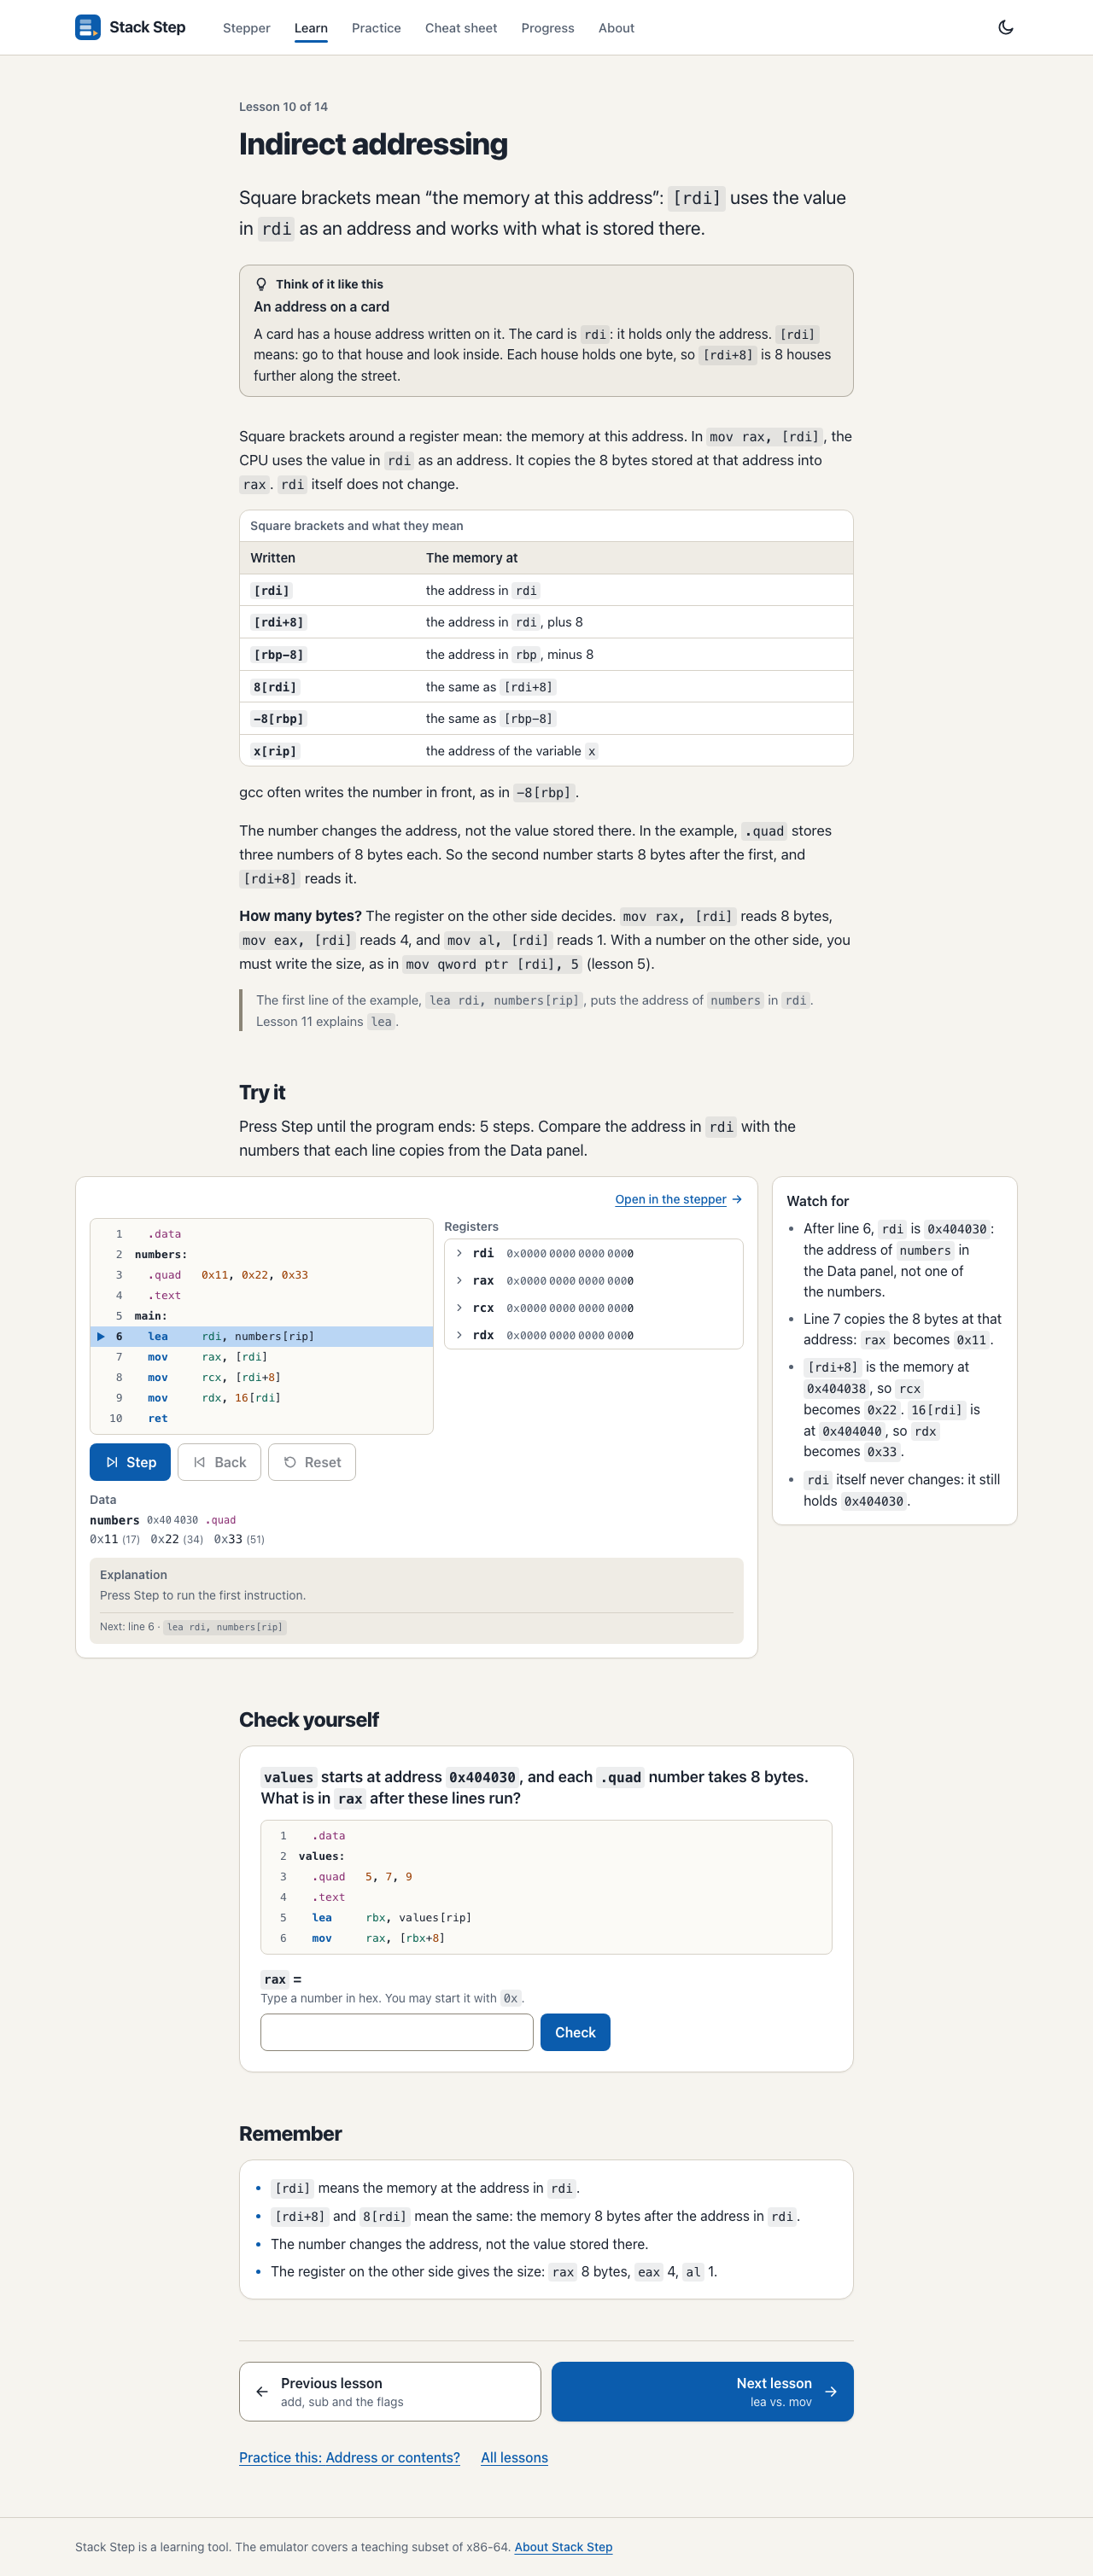 Stack Step
Stepper Learn Practice Cheat sheet Progress About
Lesson 10 of 14
Indirect addressing
Square brackets mean “the memory at this address”: [rdi] uses the value
in rdi as an address and works with what is stored there.
Think of it like this
An address on a card
A card has a house address written on it. The card is rdi: it holds only the address. [rdi]
means: go to that house and look inside. Each house holds one byte, so [rdi+8] is 8 houses
further along the street.
Square brackets around a register mean: the memory at this address. In mov rax, [rdi], the
CPU uses the value in rdi as an address. It copies the 8 bytes stored at that address into
rax. rdi itself does not change.
Square brackets and what they mean
Written The memory at
[rdi] the address in rdi
[rdi+8] the address in rdi, plus 8
[rbp−8] the address in rbp, minus 8
8[rdi] the same as [rdi+8]
−8[rbp] the same as [rbp−8]
x[rip] the address of the variable x
gcc often writes the number in front, as in −8[rbp].
The number changes the address, not the value stored there. In the example, .quad stores
three numbers of 8 bytes each. So the second number starts 8 bytes after the first, and
[rdi+8] reads it.
How many bytes? The register on the other side decides. mov rax, [rdi] reads 8 bytes,
mov eax, [rdi] reads 4, and mov al, [rdi] reads 1. With a number on the other side, you
must write the size, as in mov qword ptr [rdi], 5 (lesson 5).
The first line of the example, lea rdi, numbers[rip], puts the address of numbers in rdi.
Lesson 11 explains lea.
Try it
Press Step until the program ends: 5 steps. Compare the address in rdi with the
numbers that each line copies from the Data panel.
Open in the stepper →
1 .data
2 numbers:
3 .quad 0x11, 0x22, 0x33
4 .text
5 main:
6 lea rdi, numbers[rip]
7 mov rax, [rdi]
8 mov rcx, [rdi+8]
9 mov rdx, 16[rdi]
10 ret
Registers
rdi 0x0000 0000 0000 0000
rax 0x0000 0000 0000 0000
rcx 0x0000 0000 0000 0000
rdx 0x0000 0000 0000 0000
Step Back Reset
Data
numbers 0x40 4030 .quad
0x11 (17) 0x22 (34) 0x33 (51)
Explanation
Press Step to run the first instruction.
Next: line 6 · lea rdi, numbers[rip]
Watch for
• After line 6, rdi is 0x404030:
the address of numbers in
the Data panel, not one of
the numbers.
• Line 7 copies the 8 bytes at that
address: rax becomes 0x11.
• [rdi+8] is the memory at
0x404038, so rcx
becomes 0x22. 16[rdi] is
at 0x404040, so rdx
becomes 0x33.
• rdi itself never changes: it still
holds 0x404030.
Check yourself
values starts at address 0x404030, and each .quad number takes 8 bytes.
What is in rax after these lines run?
1 .data
2 values:
3 .quad 5, 7, 9
4 .text
5 lea rbx, values[rip]
6 mov rax, [rbx+8]
rax =
Type a number in hex. You may start it with 0x.
Check
Remember
• [rdi] means the memory at the address in rdi.
• [rdi+8] and 8[rdi] mean the same: the memory 8 bytes after the address in rdi.
• The number changes the address, not the value stored there.
• The register on the other side gives the size: rax 8 bytes, eax 4, al 1.
← Previous lesson
add, sub and the flags
Next lesson →
lea vs. mov
Practice this: Address or contents? All lessons
Stack Step is a learning tool. The emulator covers a teaching subset of x86-64. About Stack Step